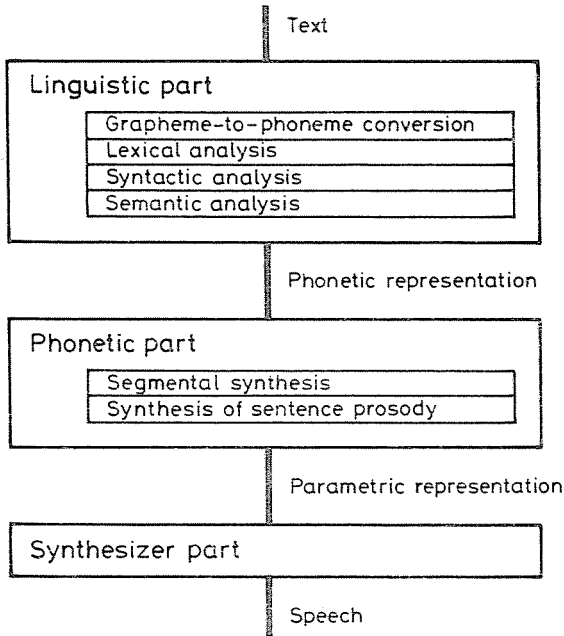 Text
Linguistic part
Grapheme-to-phoneme conversion
Lexical analysis
Syntactic analysis
Semantic analysis
Phonetic representation
Phonetic part
Segmental synthesis
Synthesis of sentence prosody
Parametric representation
Synthesizer part
Speech